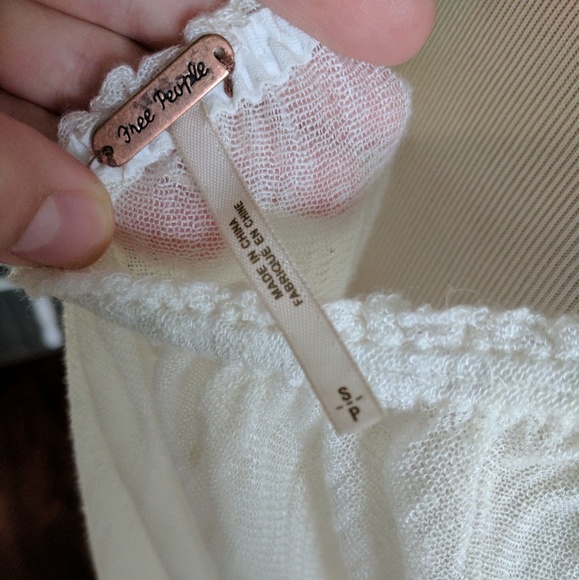 Free People
MADE IN CHINA
FABRIQUE EN CHINE
S-P